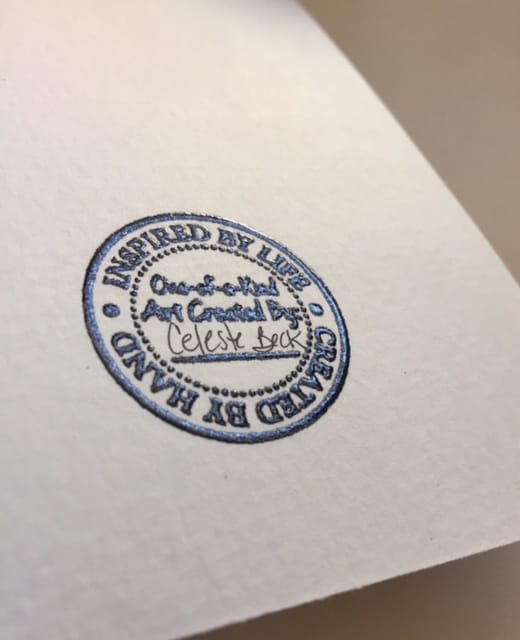 INSPIRED BY LIFE
One-of-a-Kind
Art Created By:
Celeste Beck
CREATED BY HAND